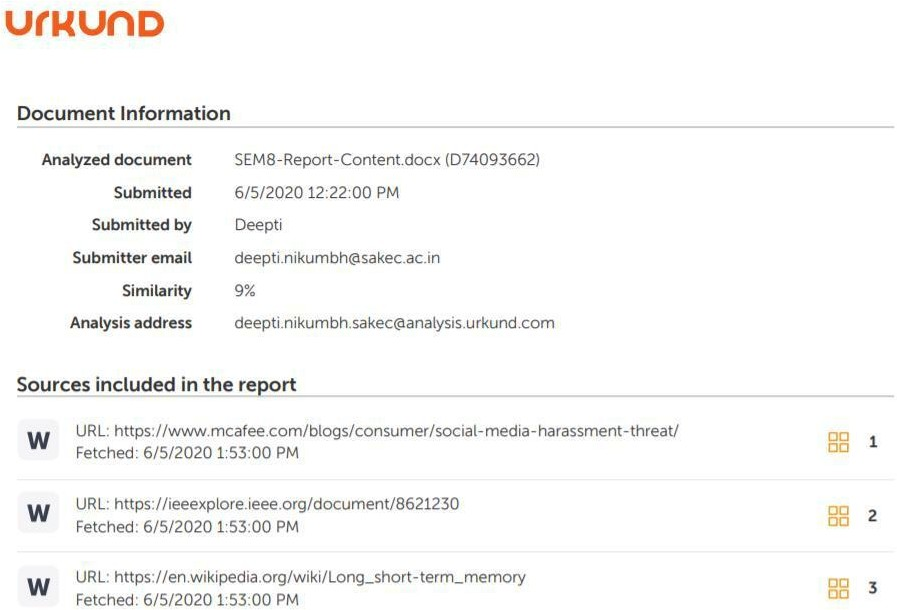 URKUND
Document Information
Analyzed document SEM8-Report-Content.docx (D74093662)
Submitted 6/5/2020 12:22:00 PM
Submitted by Deepti
Submitter email deepti.nikumbh@sakec.ac.in
Similarity 9%
Analysis address deepti.nikumbh.sakec@analysis.urkund.com
Sources included in the report
W URL: https://www.mcafee.com/blogs/consumer/social-media-harassment-threat/
Fetched: 6/5/2020 1:53:00 PM 1
W URL: https://ieeexplore.ieee.org/document/8621230
Fetched: 6/5/2020 1:53:00 PM 2
W URL: https://en.wikipedia.org/wiki/Long_short-term_memory
Fetched: 6/5/2020 1:53:00 PM 3